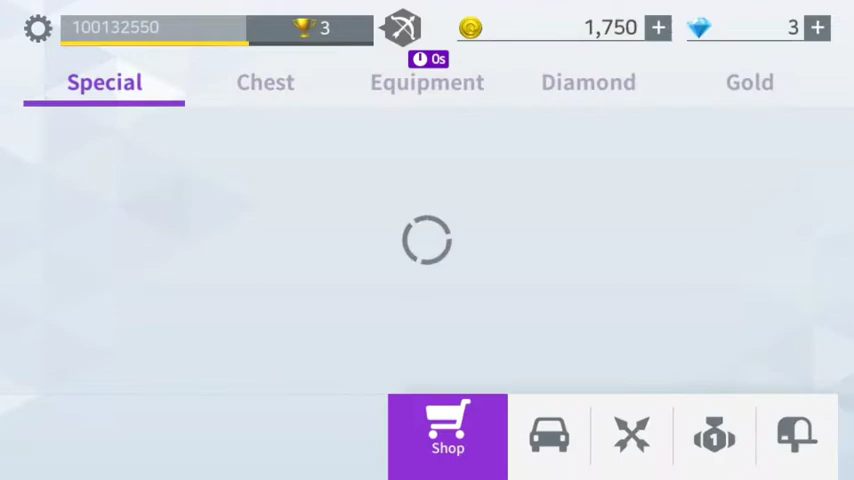 100132550
3
1,750
+
3
+
0s
Special
Chest
Equipment
Diamond
Gold
Shop
1